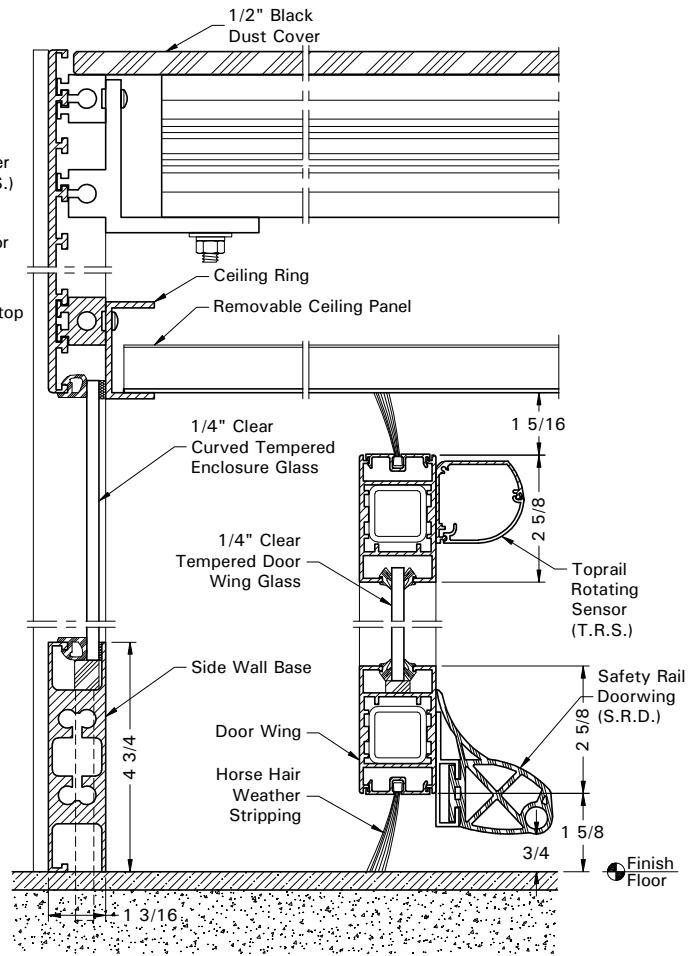 1/2" Black
Dust Cover
er
S.)
or
top
Ceiling Ring
Removable Ceiling Panel
1 5/16
1/4" Clear
Curved Tempered
Enclosure Glass
2 5/8
1/4" Clear
Tempered Door
Wing Glass
Toprail
Rotating
Sensor
(T.R.S.)
Side Wall Base
Safety Rail
Doorwing
(S.R.D.)
2 5/8
4 3/4
Door Wing
Horse Hair
Weather
Stripping
1 5/8
3/4
Finish
Floor
1 3/16